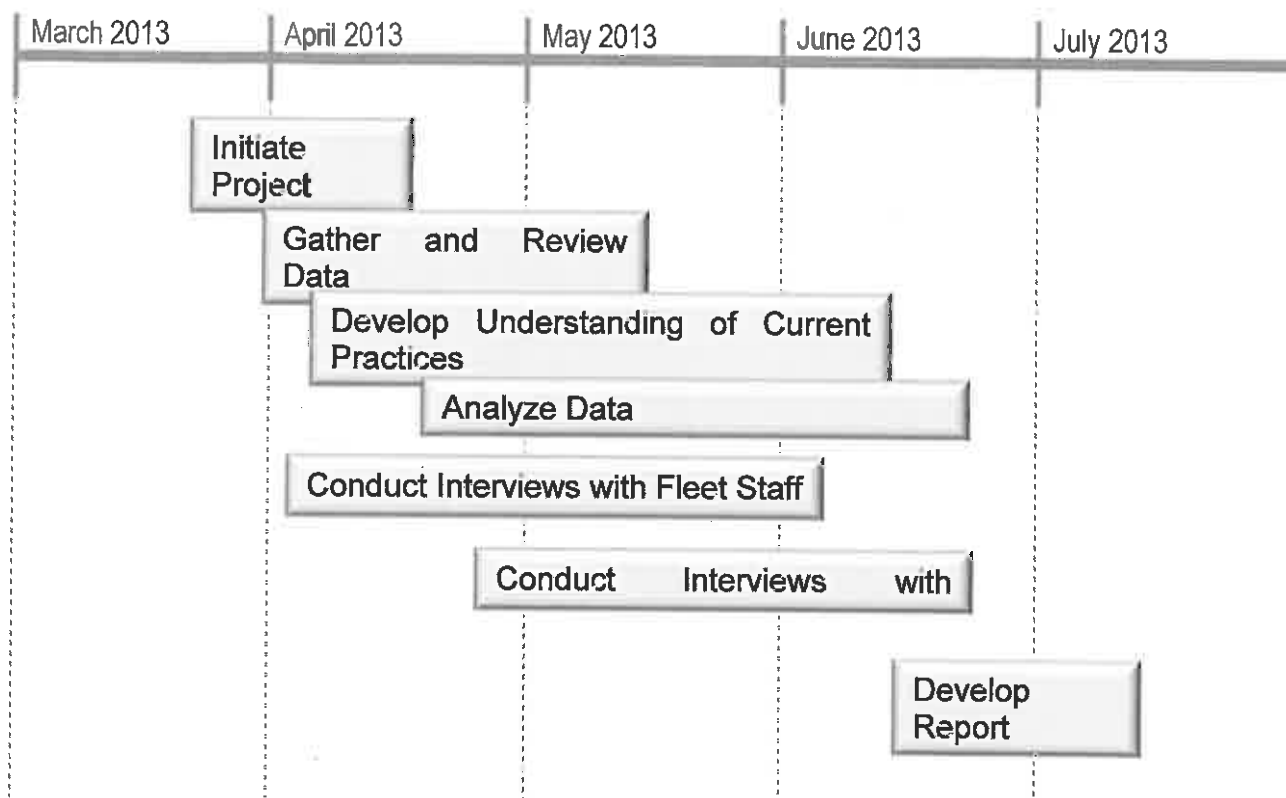 March 2013
April 2013
May 2013
June 2013
July 2013
Initiate
Project
Gather and Review
Data
Develop Understanding of Current
Practices
Analyze Data
Conduct Interviews with Fleet Staff
Conduct Interviews with
Develop
Report